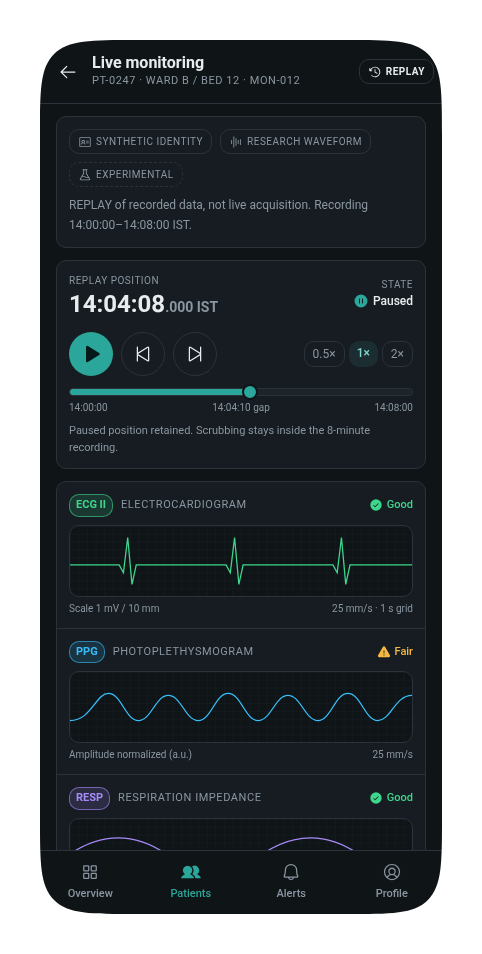 Live monitoring
PT-0247 · WARD B / BED 12 · MON-012
REPLAY
SYNTHETIC IDENTITY
RESEARCH WAVEFORM
EXPERIMENTAL
REPLAY of recorded data, not live acquisition. Recording
14:00:00–14:08:00 IST.
REPLAY POSITION
STATE
14:04:08.000 IST
Paused
0.5×
1×
2×
14:00:00
14:04:10 gap
14:08:00
Paused position retained. Scrubbing stays inside the 8-minute
recording.
ECG II
ELECTROCARDIOGRAM
Good
Scale 1 mV / 10 mm
25 mm/s · 1 s grid
PPG
PHOTOPLETHYSMOGRAM
Fair
Amplitude normalized (a.u.)
25 mm/s
RESP
RESPIRATION IMPEDANCE
Good
Overview
Patients
Alerts
Profile